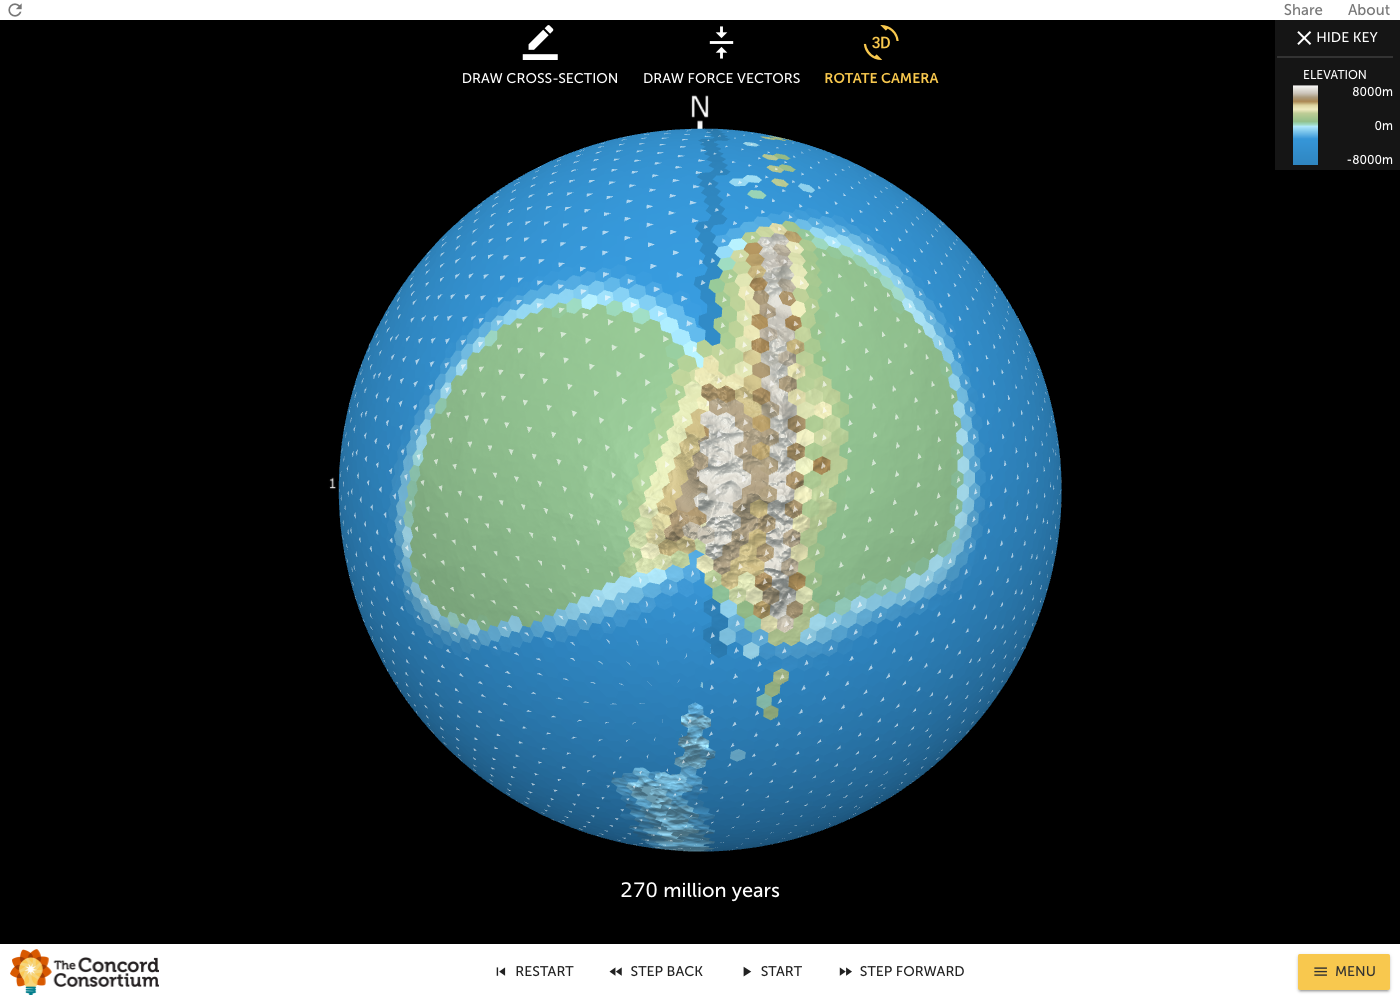 Share About
HIDE KEY
ELEVATION
8000m
0m
-8000m
DRAW CROSS-SECTION DRAW FORCE VECTORS 3D ROTATE CAMERA
N
1
270 million years
The Concord
Consortium
RESTART STEP BACK START STEP FORWARD MENU